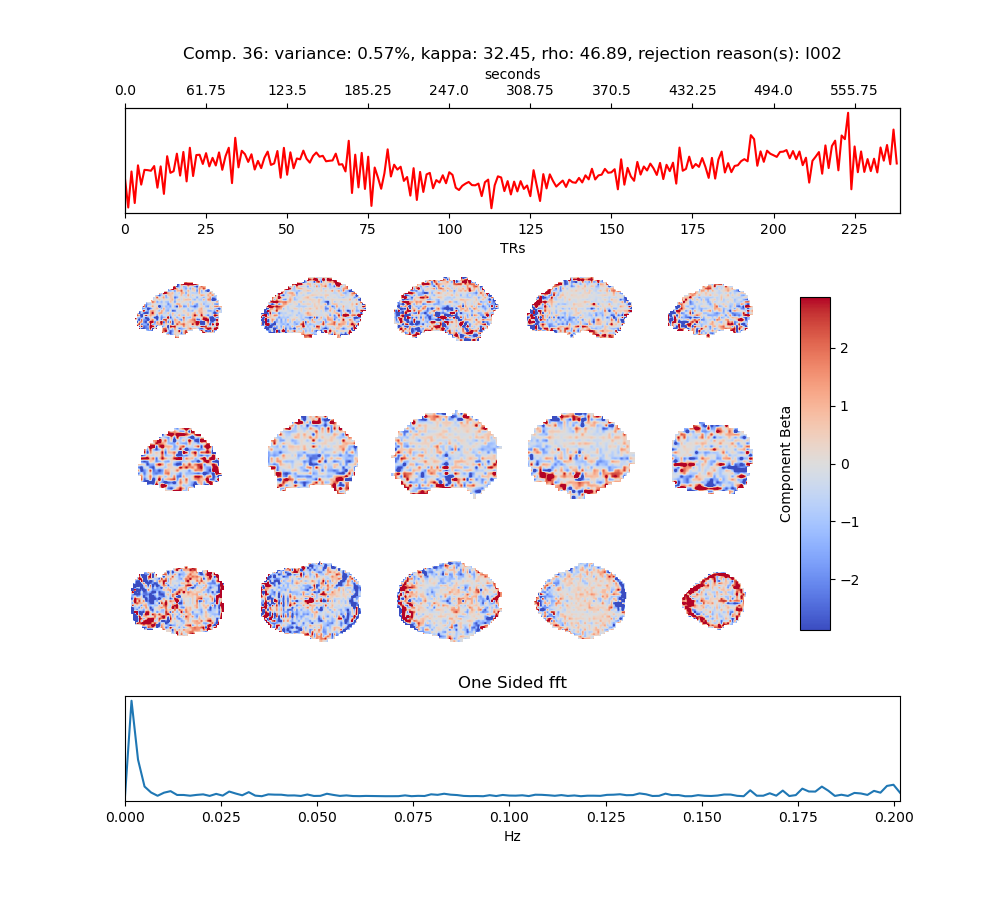 Comp. 36: variance: 0.57%, kappa: 32.45, rho: 46.89, rejection reason(s): I002
seconds
0.0 61.75 123.5 185.25 247.0 308.75 370.5 432.25 494.0 555.75
0 25 50 75 100 125 150 175 200 225
TRs
2
1
0
−1
−2
Component Beta
One Sided fft
0.000 0.025 0.050 0.075 0.100 0.125 0.150 0.175 0.200
Hz